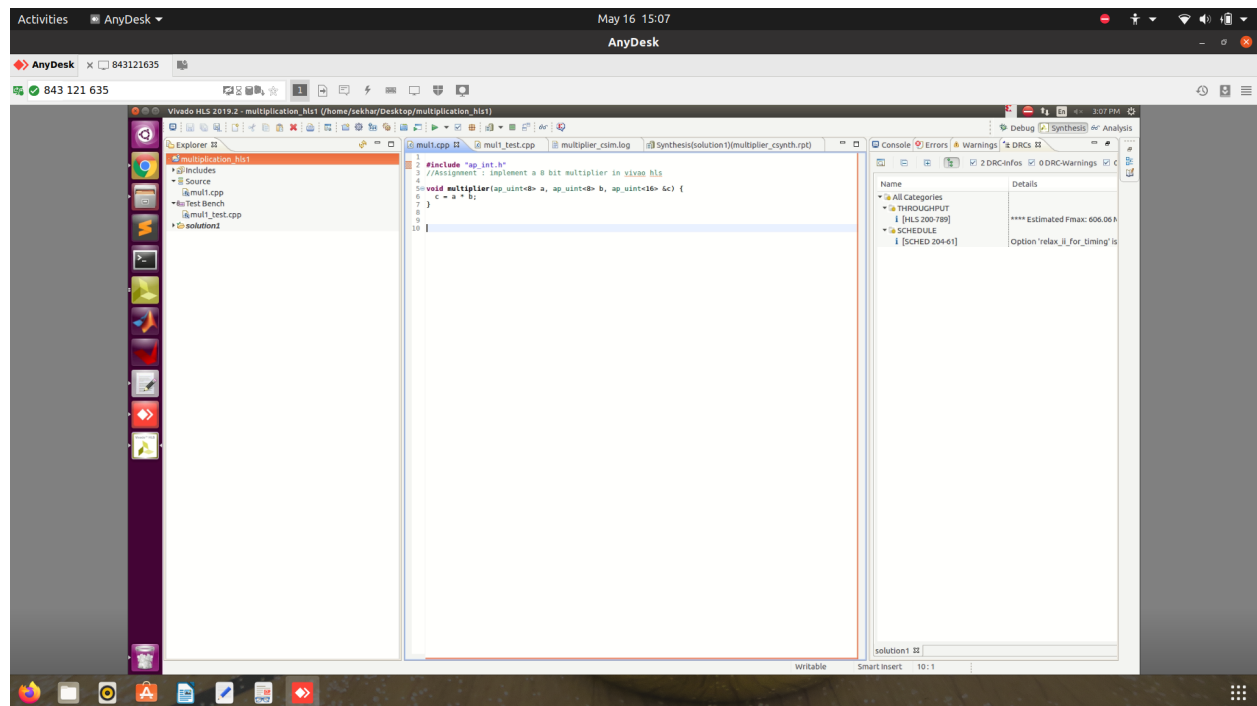 Activities AnyDesk May 16 15:07
AnyDesk
AnyDesk 843121635
843 121 635 1
Vivado HLS 2019.2 - multiplication_hls1 (/home/sekhar/Desktop/multiplication_hls1) En 3:07 PM
Debug Synthesis Analysis
Explorer mul1.cpp mul1_test.cpp multiplier_csim.log Synthesis(solution1)(multiplier_csynth.rpt) Console Errors Warnings DRCs
multiplication_hls1
Includes
Source
mul1.cpp
Test Bench
mul1_test.cpp
solution1
1
2 #include "ap_int.h"
3 //Assignment : implement a 8 bit multiplier in vivao hls
4
5 void multiplier(ap_uint<8> a, ap_uint<8> b, ap_uint<16> &c) {
6 c = a * b;
7 }
8
9
10
2 DRC-Infos 0 DRC-Warnings
Name Details
All Categories
THROUGHPUT
[HLS 200-789] **** Estimated Fmax: 606.06
SCHEDULE
[SCHED 204-61] Option 'relax_ii_for_timing' is
solution1
Writable Smart Insert 10 : 1